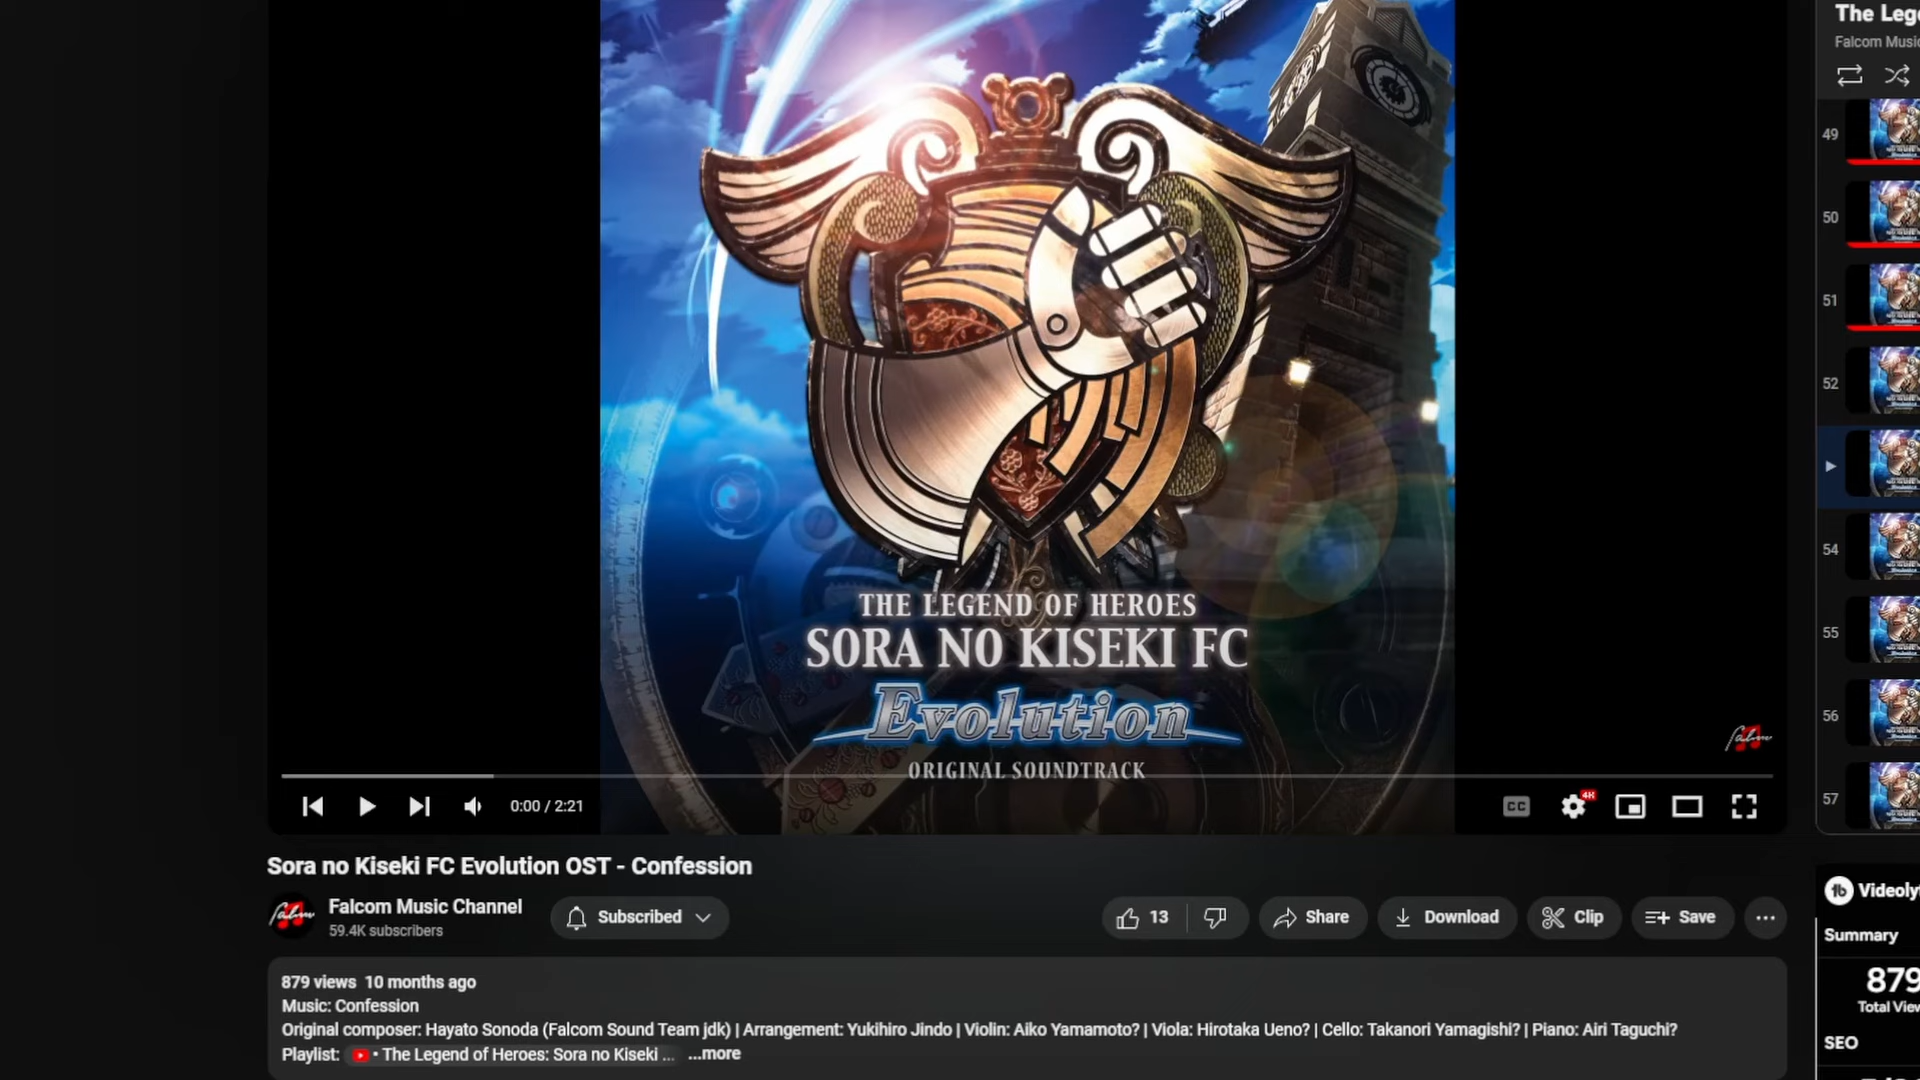 THE LEGEND OF HEROES
SORA NO KISEKI FC
Evolution
ORIGINAL SOUNDTRACK
Falcom
CC
4K
0:00 / 2:21
Sora no Kiseki FC Evolution OST - Confession
Falcom Music Channel
59.4K subscribers
Subscribed
13
Share
Download
Clip
Save
879 views 10 months ago
Music: Confession
Original composer: Hayato Sonoda (Falcom Sound Team jdk) | Arrangement: Yukihiro Jindo | Violin: Aiko Yamamoto? | Viola: Hirotaka Ueno? | Cello: Takanori Yamagishi? | Piano: Airi Taguchi?
Playlist: • The Legend of Heroes: Sora no Kiseki ... ...more
The Leg
Falcom Music
49
50
51
52
54
55
56
57
Videoly
Summary
879
Total View
SEO